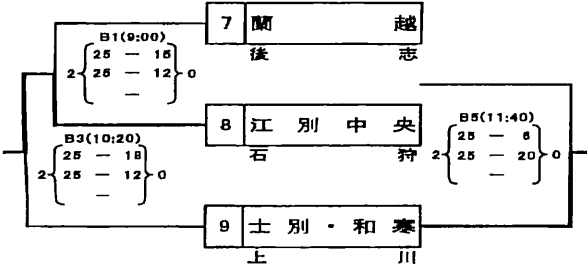 7 蘭 越
後 志
B1(9:00)
25 — 15
2 25 — 12 0
—
8 江 別 中 央
石 狩
B3(10:20)
25 — 18
2 25 — 12 0
—
B5(11:40)
25 — 6
2 25 — 20 0
—
9 士 別 ・ 和 寒
上 川